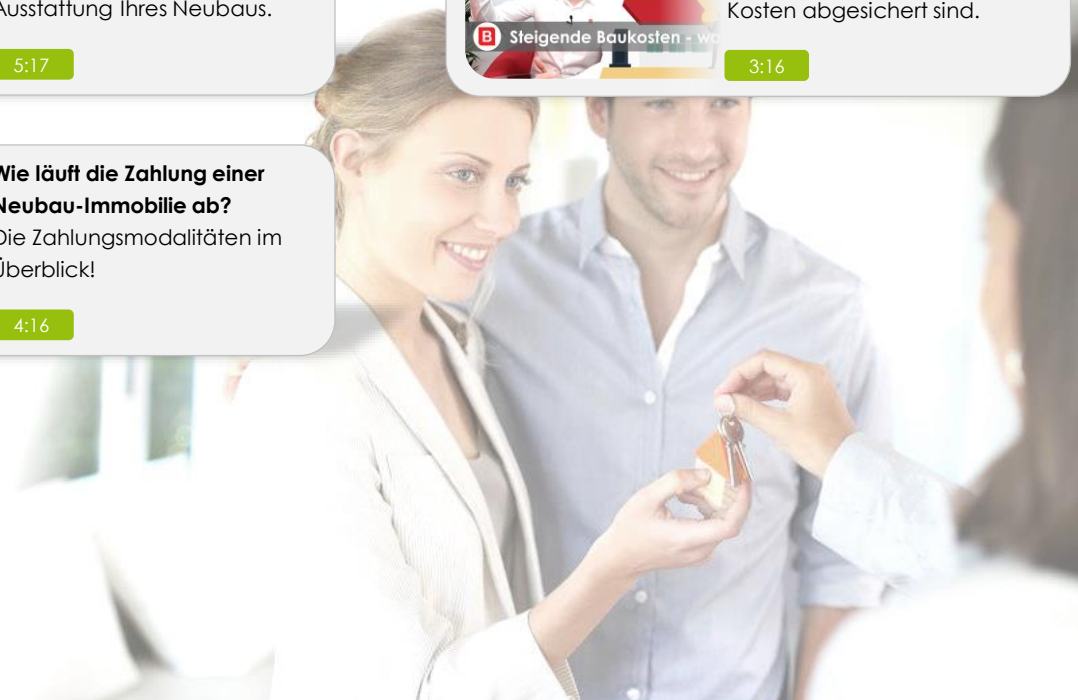 Ausstattung Ihres Neubaus.
5:17
Kosten abgesichert sind.
B Steigende Baukosten - wa
3:16
Wie läuft die Zahlung einer
Neubau-Immobilie ab?
Die Zahlungsmodalitäten im
Überblick!
4:16